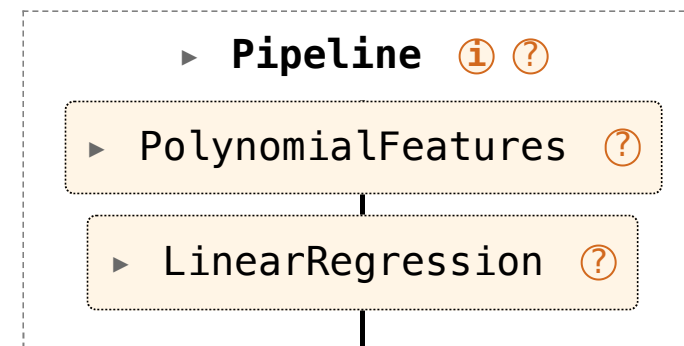 ▸ Pipeline i ?
▸ PolynomialFeatures ?
▸ LinearRegression ?